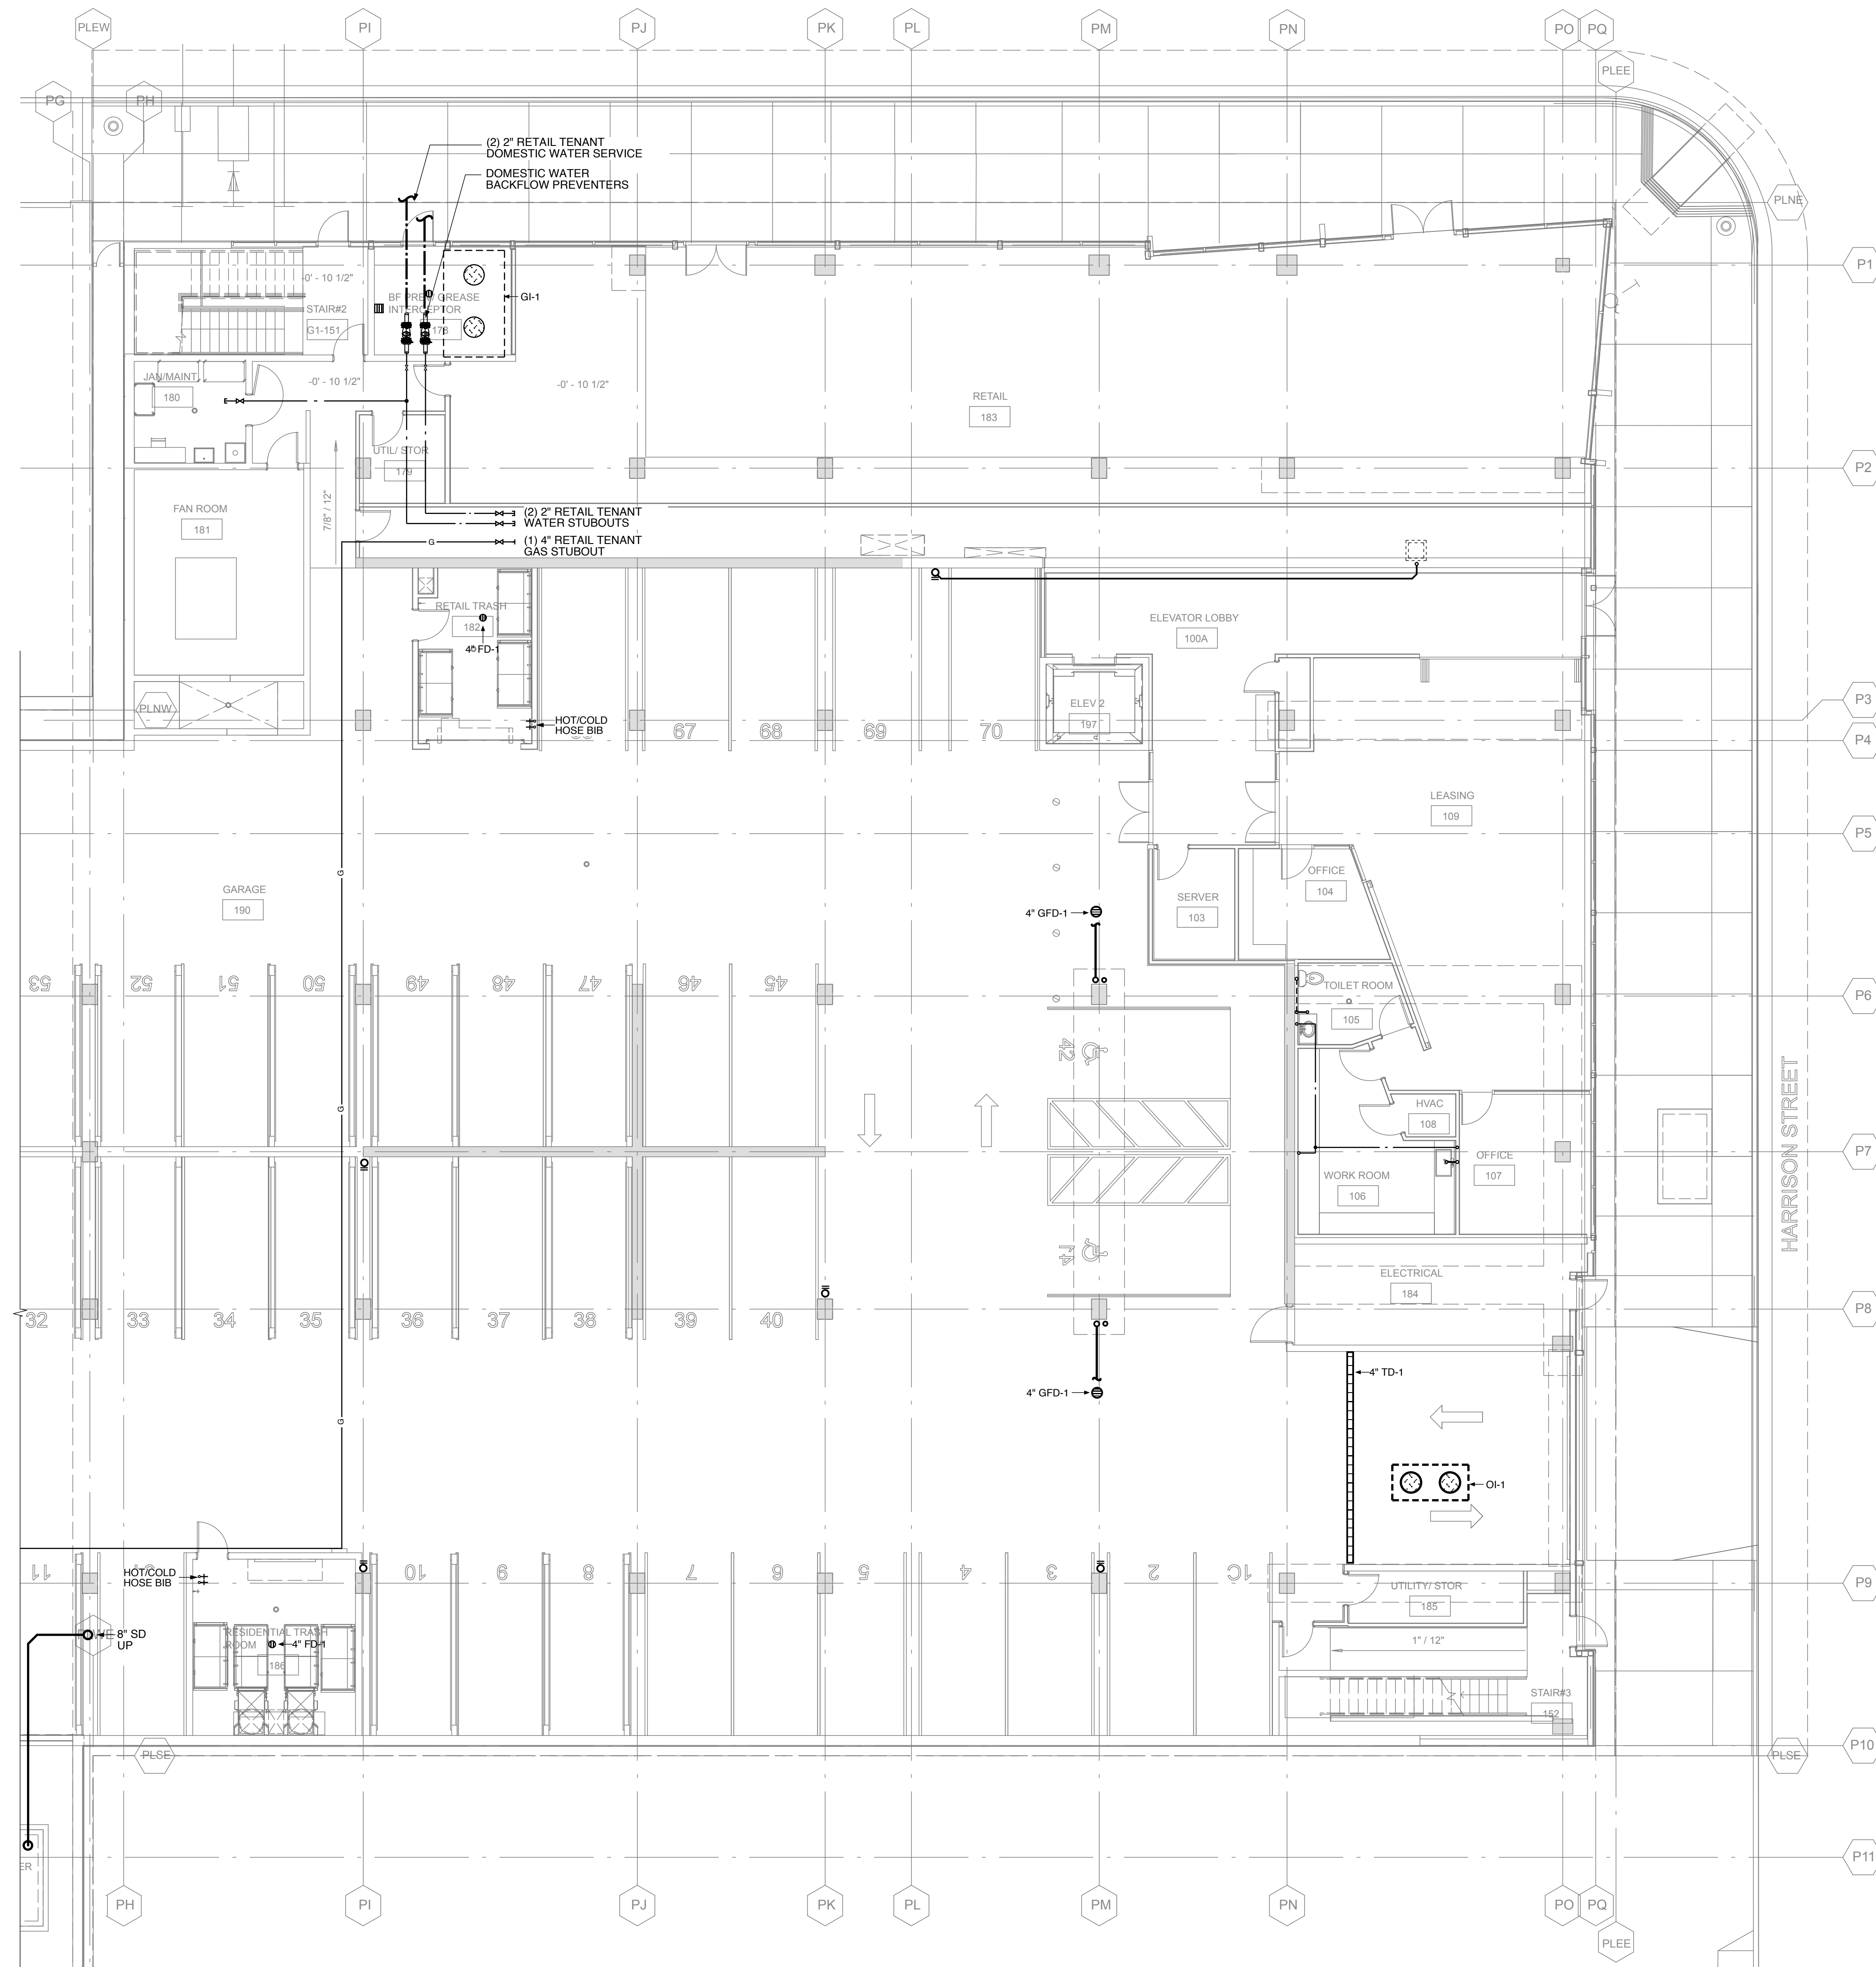 PLEW
PI
PJ
PK
PL
PM
PN
PO
PQ
PLEE
PG
PH
PLNE
(2) 2" RETAIL TENANT
DOMESTIC WATER SERVICE
DOMESTIC WATER
BACKFLOW PREVENTERS
P1
-0' - 10 1/2"
STAIR#2
G1-151
BF PREV GREASE
INTERCEPTOR
178
GI-1
JAN/MAINT
180
-0' - 10 1/2"
-0' - 10 1/2"
RETAIL
183
UTIL/ STOR
179
P2
FAN ROOM
181
7/8" / 12"
(2) 2" RETAIL TENANT
WATER STUBOUTS
G
(1) 4" RETAIL TENANT
GAS STUBOUT
RETAIL TRASH
182
4" FD-1
ELEVATOR LOBBY
100A
PLNW
ELEV 2
197
P3
HOT/COLD
HOSE BIB
67
68
69
70
P4
LEASING
109
P5
G
GARAGE
190
OFFICE
104
SERVER
103
4" GFD-1
53
52
51
50
49
48
47
46
45
TOILET ROOM
105
P6
42
G
HVAC
108
HARRISON STREET
OFFICE
107
P7
WORK ROOM
106
41
ELECTRICAL
184
32
33
34
35
36
37
38
39
40
P8
4" TD-1
4" GFD-1
G
OI-1
11
HOT/COLD
HOSE BIB
10
9
8
7
6
5
4
3
2
1C
UTILITY/ STOR
185
P9
8" SD
UP
RESIDENTIAL TRASH
ROOM
186
4" FD-1
1" / 12"
STAIR#3
152
PLSE
PLSE
P10
ER
P11
PH
PI
PJ
PK
PL
PM
PN
PO
PQ
PLEE